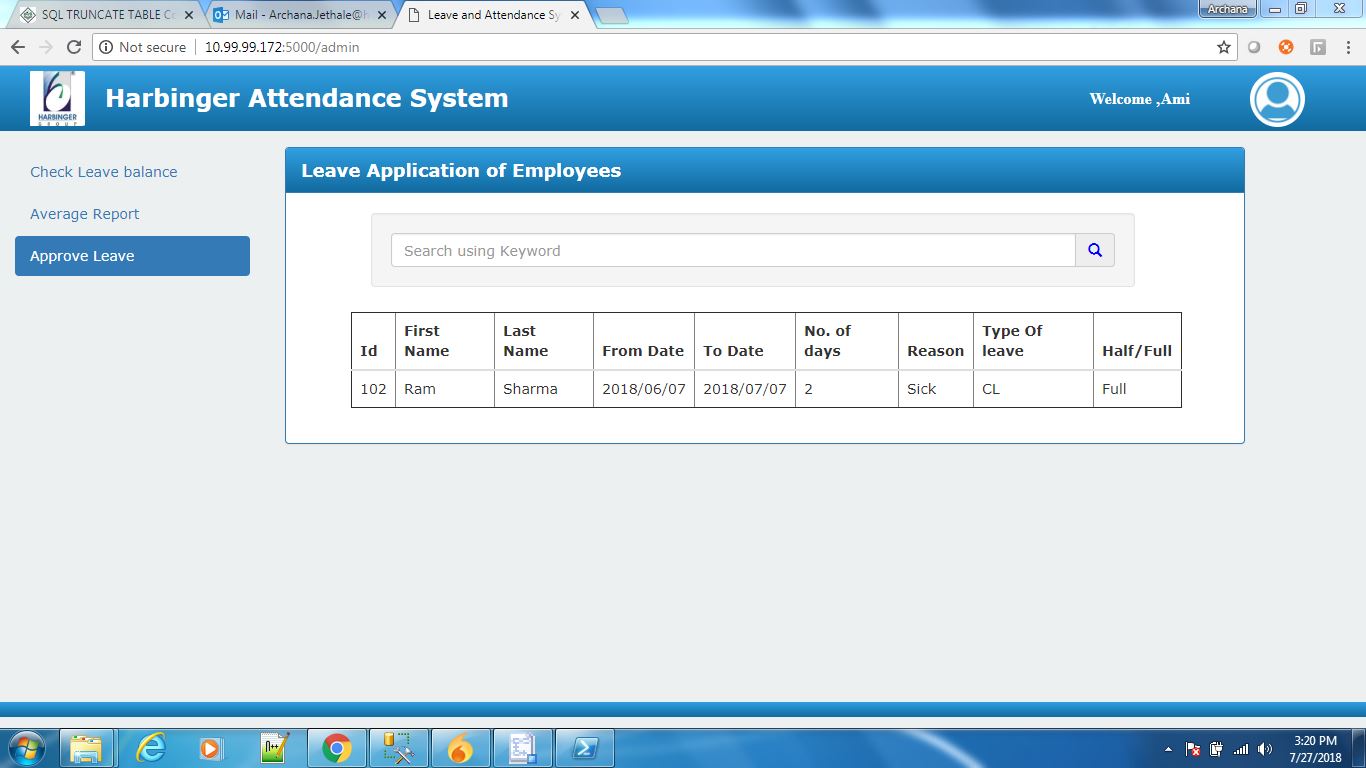 SQL TRUNCATE TABLE Co
Mail - Archana.Jethale@h
Leave and Attendance Sy
Archana
Not secure
10.99.99.172:5000/admin
HARBINGER
GROUP
Harbinger Attendance System
Welcome ,Ami
Check Leave balance
Average Report
Approve Leave
Leave Application of Employees
Search using Keyword
Id First Name Last Name From Date To Date No. of days Reason Type Of leave Half/Full
102 Ram Sharma 2018/06/07 2018/07/07 2 Sick CL Full
3:20 PM
7/27/2018